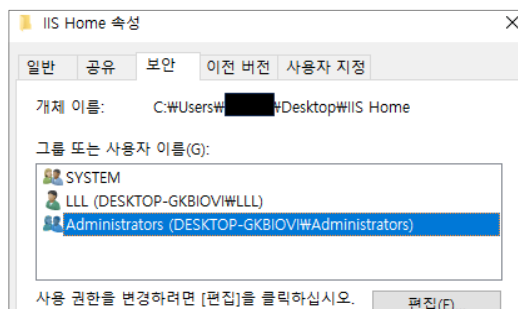 IIS Home 속성
일반 공유 보안 이전 버전 사용자 지정
개체 이름: C:₩Users₩ ₩Desktop₩IIS Home
그룹 또는 사용자 이름(G):
SYSTEM
LLL (DESKTOP-GKBIOVI₩LLL)
Administrators (DESKTOP-GKBIOVI₩Administrators)
사용 권한을 변경하려면 [편집]을 클릭하십시오. 편집(E)